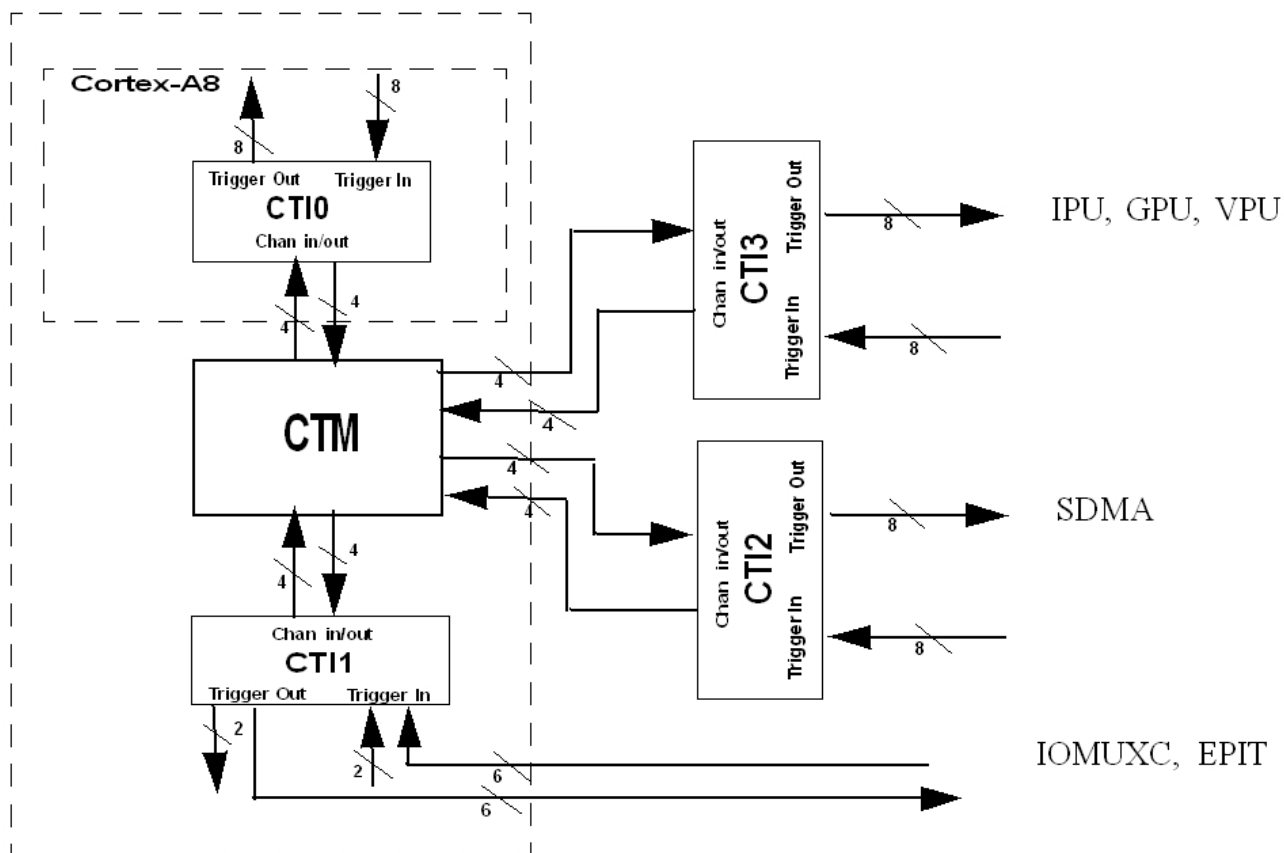 Cortex-A8
8
8
Trigger Out
Trigger In
CTI0
Chan in/out
4
4
CTM
4
4
4
4
4
4
Chan in/out
CTI1
Trigger Out
Trigger In
2
2
6
6
Chan in/out
CTI3
Trigger Out
Trigger In
8
8
IPU, GPU, VPU
Chan in/out
CTI2
Trigger Out
Trigger In
8
8
SDMA
IOMUXC, EPIT